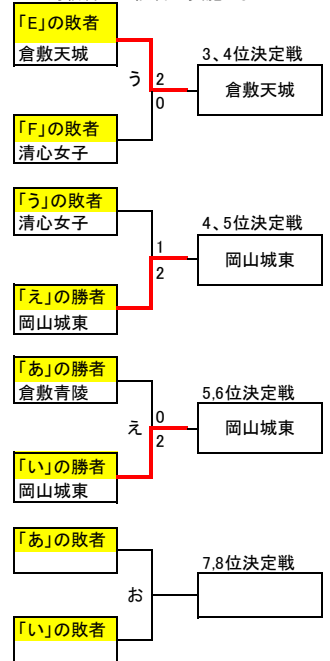 「E」の敗者
倉敷天城
3、4位決定戦
う 2
0
倉敷天城
「F」の敗者
清心女子
「う」の敗者
清心女子
4、5位決定戦
1
2
岡山城東
「え」の勝者
岡山城東
「あ」の勝者
倉敷青陵
5,6位決定戦
え 0
2
岡山城東
「い」の勝者
岡山城東
「あ」の敗者
7,8位決定戦
お
「い」の敗者